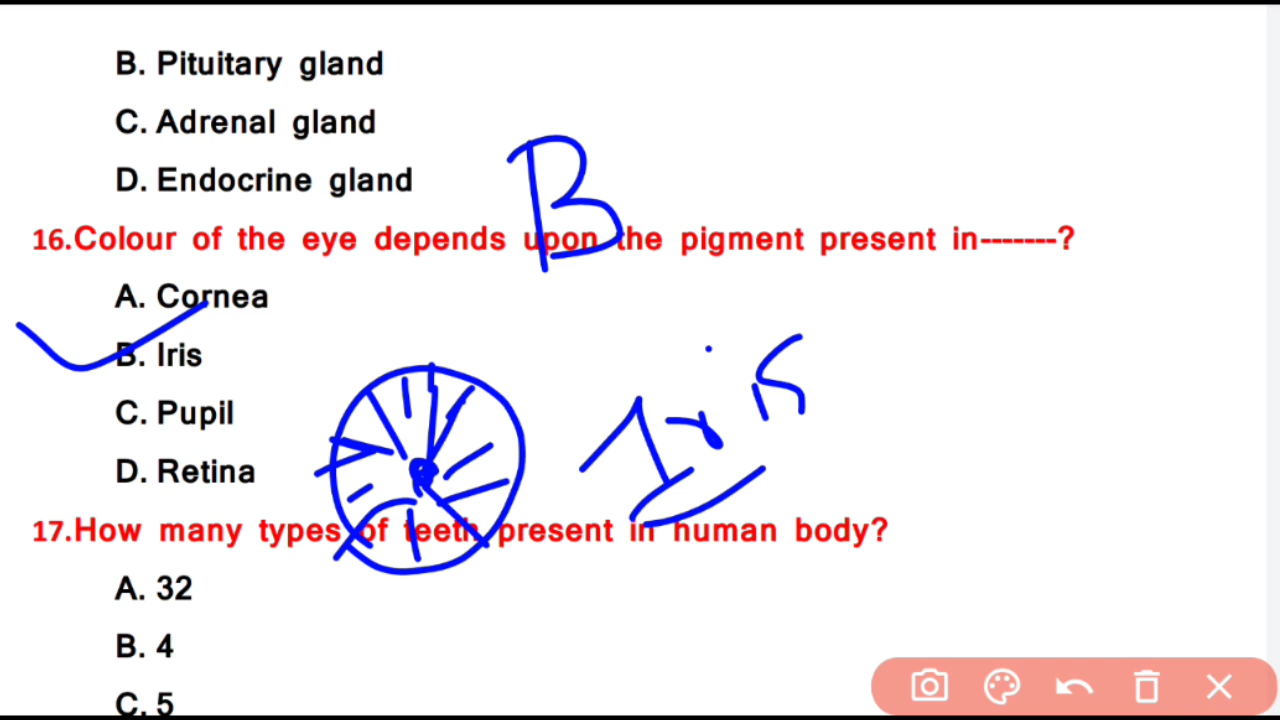 B. Pituitary gland
C. Adrenal gland
D. Endocrine gland
B
16.Colour of the eye depends upon the pigment present in-------?
A. Cornea
B. Iris
C. Pupil
D. Retina
Iris
17.How many types of teeth present in human body?
A. 32
B. 4
C. 5